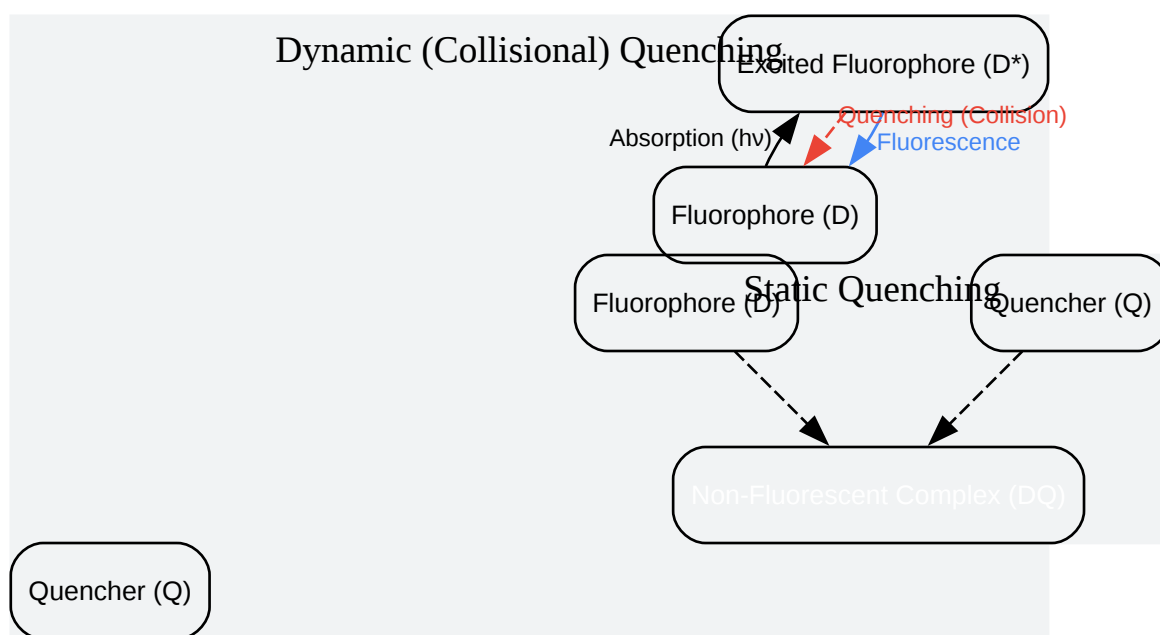 Dynamic (Collisional) Quenching
Excited Fluorophore (D*)
Quenching (Collision)
Absorption (hν)
Fluorescence
Fluorophore (D)
Static Quenching
Fluorophore (D)
Quencher (Q)
Non-Fluorescent Complex (DQ)
Quencher (Q)